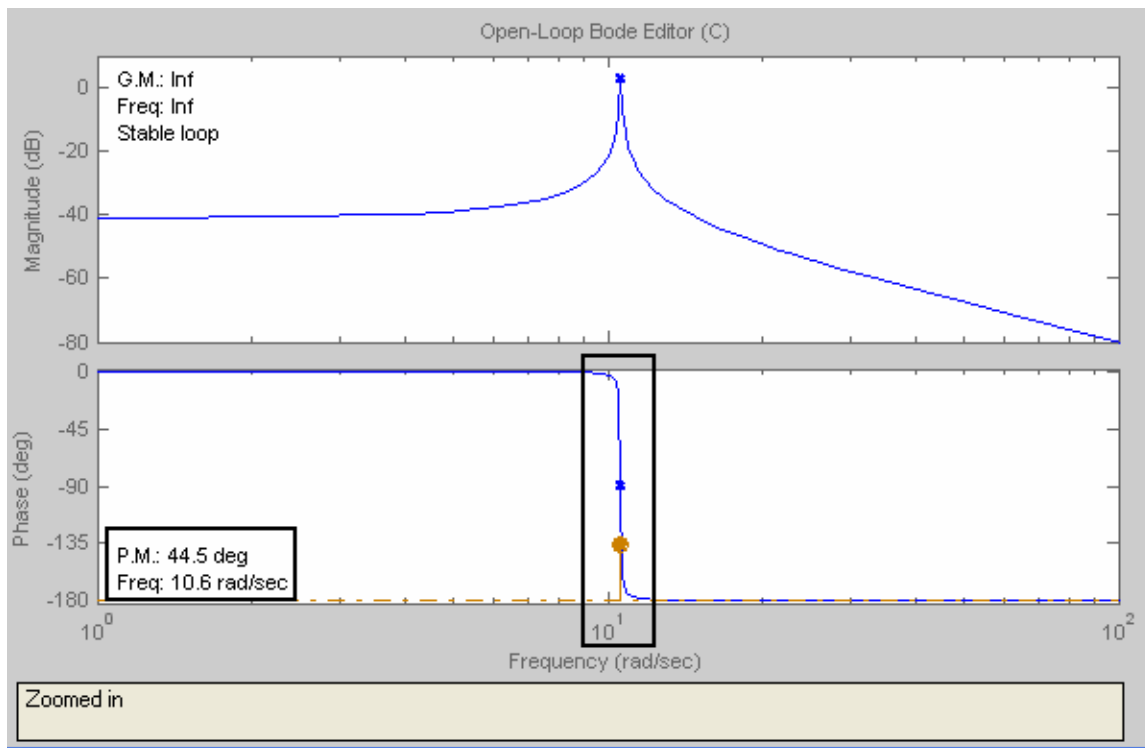 Open-Loop Bode Editor (C)
G.M.: Inf
Freq: Inf
Stable loop
Magnitude (dB)
0
-20
-40
-60
-80
Phase (deg)
0
-45
-90
-135
-180
P.M.: 44.5 deg
Freq: 10.6 rad/sec
10^0
10^1
10^2
Frequency (rad/sec)
Zoomed in